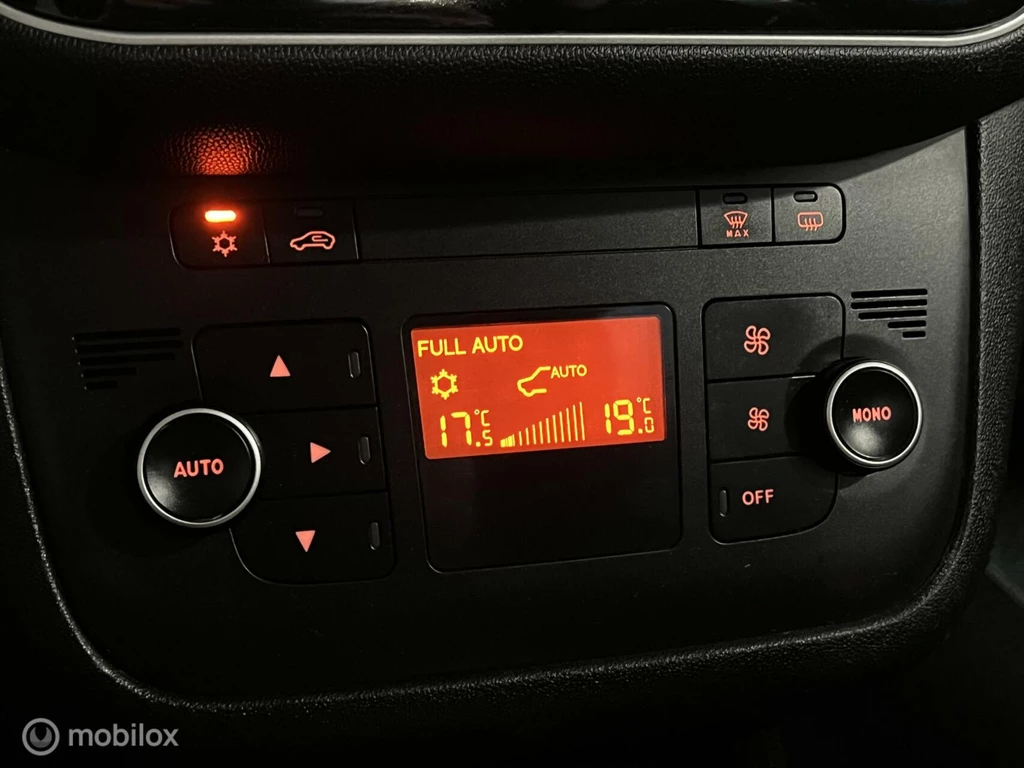 MAX
FULL AUTO
AUTO
17.5 °C
19.0 °C
AUTO
MONO
OFF
mobilox